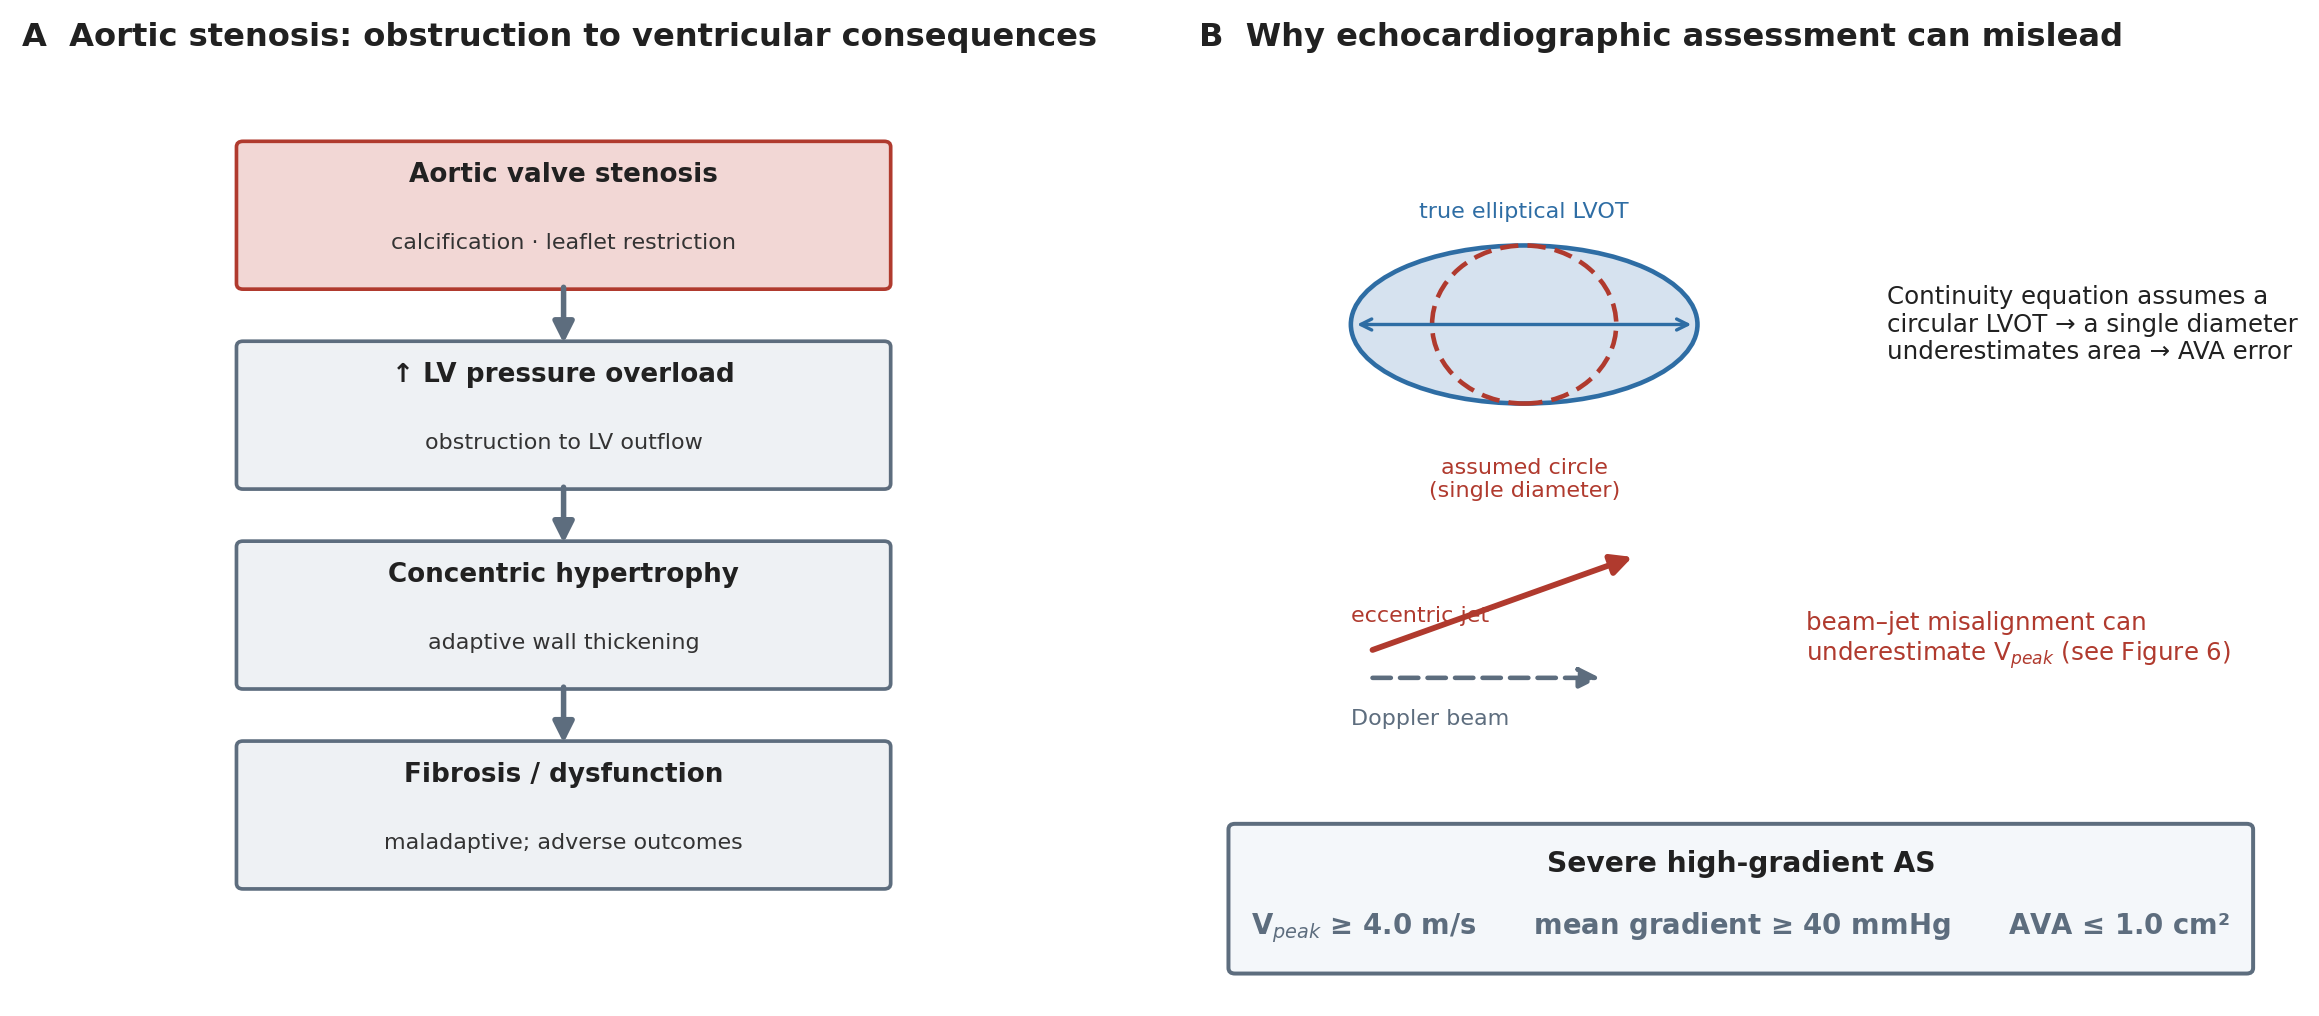 A Aortic stenosis: obstruction to ventricular consequences
Aortic valve stenosis
calcification · leaflet restriction
↑ LV pressure overload
obstruction to LV outflow
Concentric hypertrophy
adaptive wall thickening
Fibrosis / dysfunction
maladaptive; adverse outcomes
B Why echocardiographic assessment can mislead
true elliptical LVOT
Continuity equation assumes a
circular LVOT → a single diameter
underestimates area → AVA error
assumed circle
(single diameter)
eccentric jet
beam–jet misalignment can
underestimate Vpeak (see Figure 6)
Doppler beam
Severe high-gradient AS
Vpeak ≥ 4.0 m/s mean gradient ≥ 40 mmHg AVA ≤ 1.0 cm²